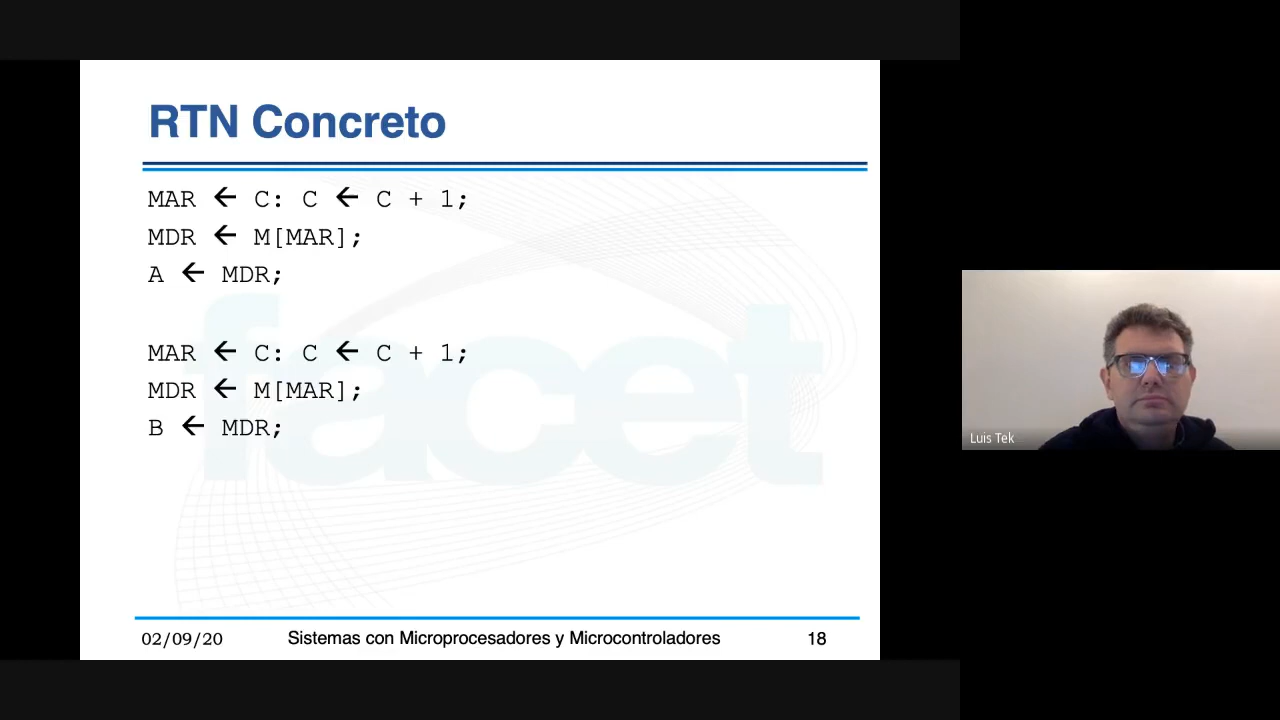 RTN Concreto
MAR ← C: C ← C + 1;
MDR ← M[MAR];
A ← MDR;
MAR ← C: C ← C + 1;
MDR ← M[MAR];
B ← MDR;
facet
02/09/20 Sistemas con Microprocesadores y Microcontroladores 18
Luis Tek